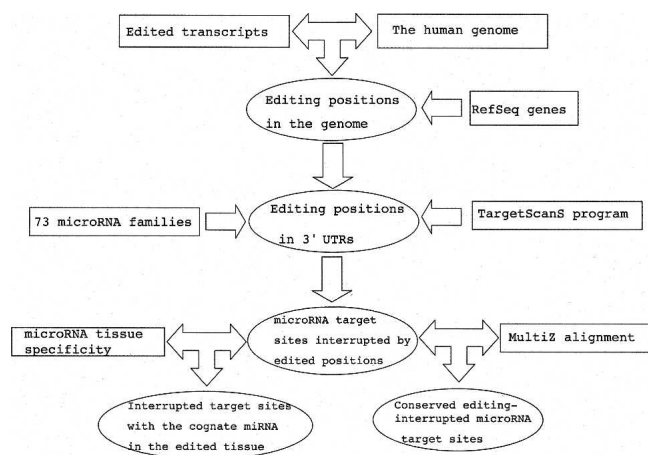 Edited transcripts
The human genome
Editing positions
in the genome
RefSeq genes
73 microRNA families
Editing positions
in 3' UTRs
TargetScanS program
microRNA tissue
specificity
microRNA target
sites interrupted by
edited positions
MultiZ alignment
Interrupted target sites
with the cognate miRNA
in the edited tissue
Conserved editing-
interrupted microRNA
target sites